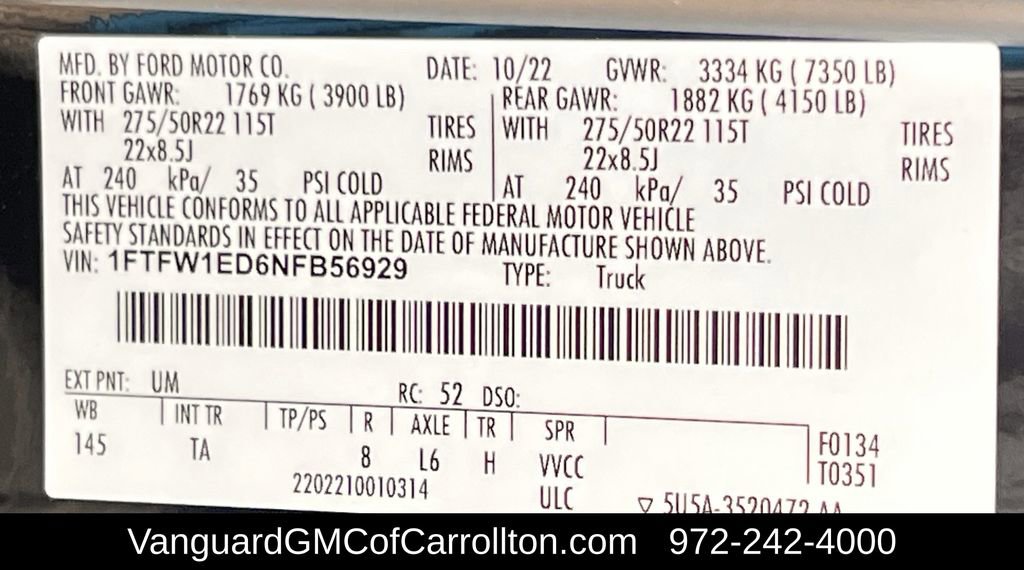 MFD. BY FORD MOTOR CO. DATE: 10/22 GVWR: 3334 KG ( 7350 LB)
FRONT GAWR: 1769 KG ( 3900 LB) REAR GAWR: 1882 KG ( 4150 LB)
WITH 275/50R22 115T TIRES WITH 275/50R22 115T TIRES
22x8.5J RIMS 22x8.5J RIMS
AT 240 kPa/ 35 PSI COLD AT 240 kPa/ 35 PSI COLD
THIS VEHICLE CONFORMS TO ALL APPLICABLE FEDERAL MOTOR VEHICLE
SAFETY STANDARDS IN EFFECT ON THE DATE OF MANUFACTURE SHOWN ABOVE.
VIN: 1FTFW1ED6NFB56929 TYPE: Truck
EXT PNT: UM RC: 52 DSO:
WB INT TR TP/PS R AXLE TR SPR F0134
145 TA 8 L6 H VVCC T0351
2202210010314 ULC 5U5A-3520472 AA
VanguardGMCofCarrollton.com 972-242-4000